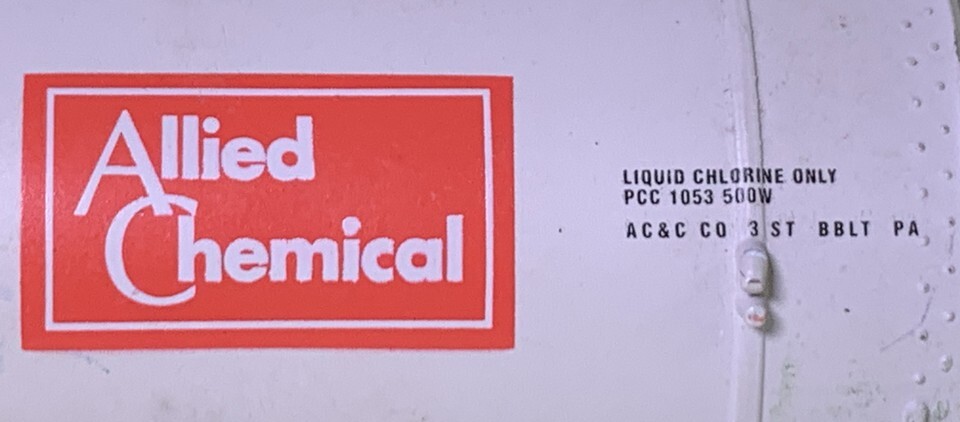 Allied
Chemical
LIQUID CHLORINE ONLY
PCC 1053 500W
AC&C CO 3 ST BBLT PA